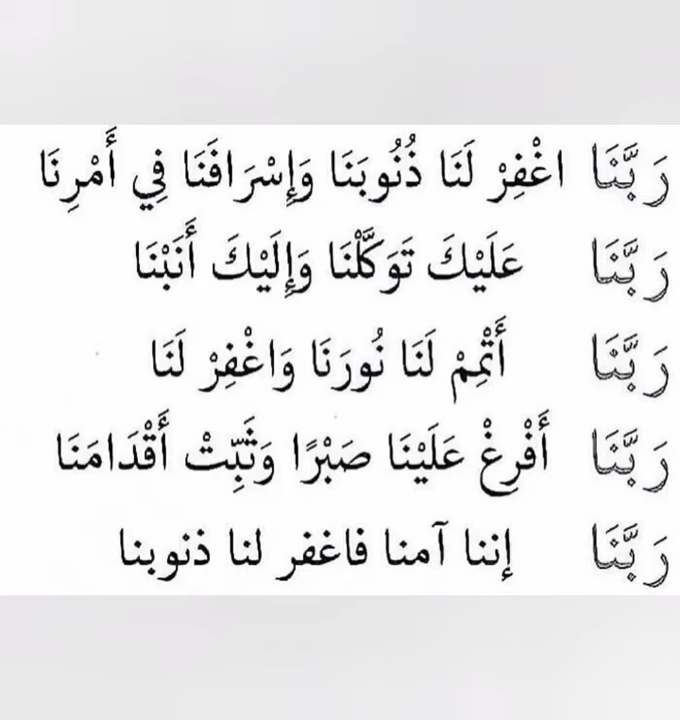 رَبَّنَا اغْفِرْ لَنَا ذُنُوبَنَا وَإِسْرَافَنَا فِي أَمْرِنَا
رَبَّنَا عَلَيْكَ تَوَكَّلْنَا وَإِلَيْكَ أَنَبْنَا
رَبَّنَا أَتْمِمْ لَنَا نُورَنَا وَاغْفِرْ لَنَا
رَبَّنَا أَفْرِغْ عَلَيْنَا صَبْرًا وَثَبِّتْ أَقْدَامَنَا
رَبَّنَا إننا آمنا فاغفر لنا ذنوبنا